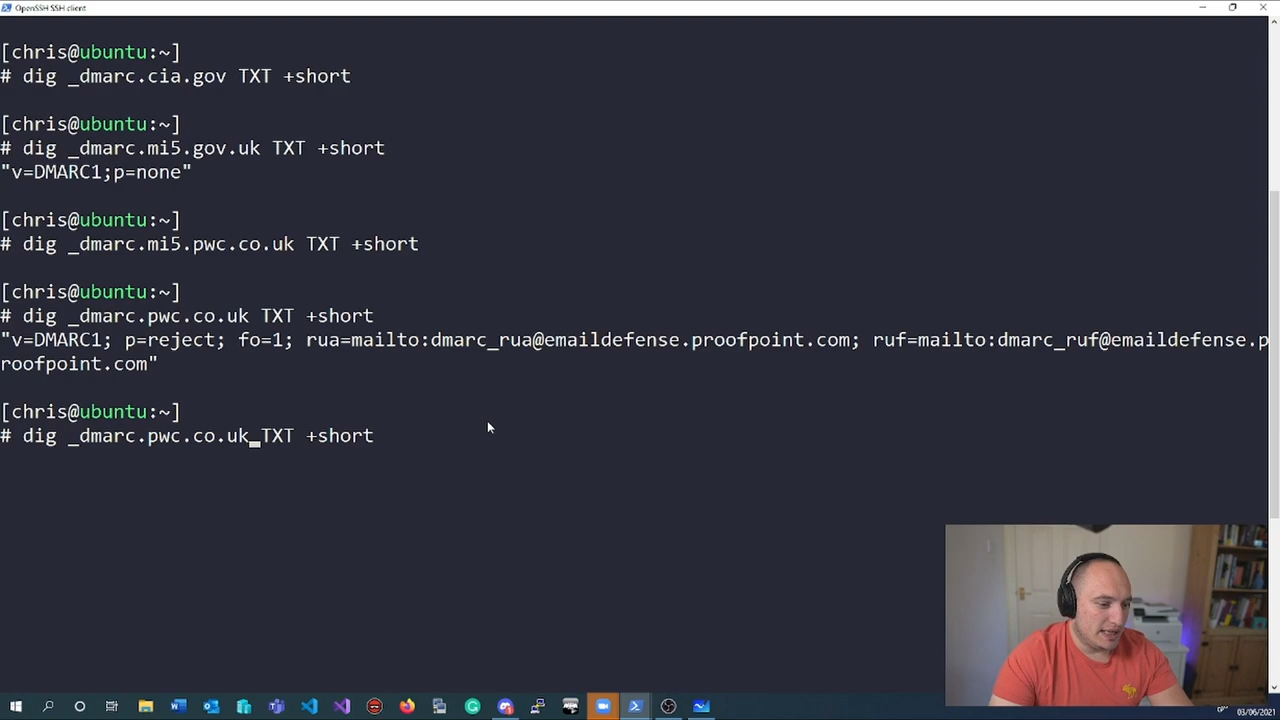 OpenSSH SSH client
[chris@ubuntu:~]
# dig _dmarc.cia.gov TXT +short
[chris@ubuntu:~]
# dig _dmarc.mi5.gov.uk TXT +short
"v=DMARC1;p=none"
[chris@ubuntu:~]
# dig _dmarc.mi5.pwc.co.uk TXT +short
[chris@ubuntu:~]
# dig _dmarc.pwc.co.uk TXT +short
"v=DMARC1; p=reject; fo=1; rua=mailto:dmarc_rua@emaildefense.proofpoint.com; ruf=mailto:dmarc_ruf@emaildefense.p
roofpoint.com"
[chris@ubuntu:~]
# dig _dmarc.pwc.co.uk TXT +short
03/06/2021